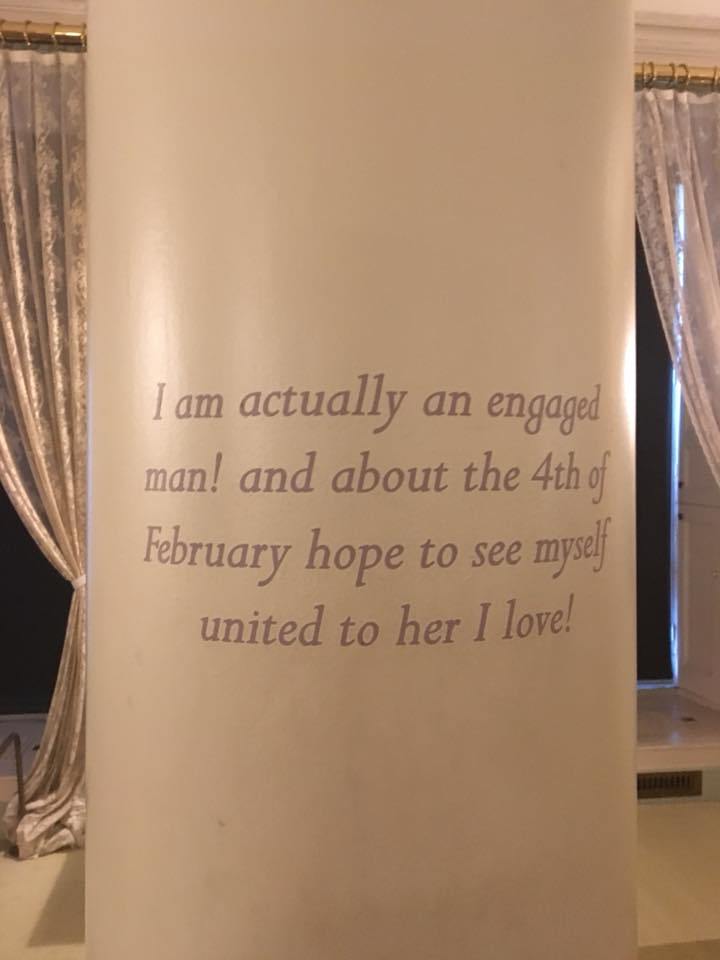 I am actually an engaged
man! and about the 4th of
February hope to see myself
united to her I love!